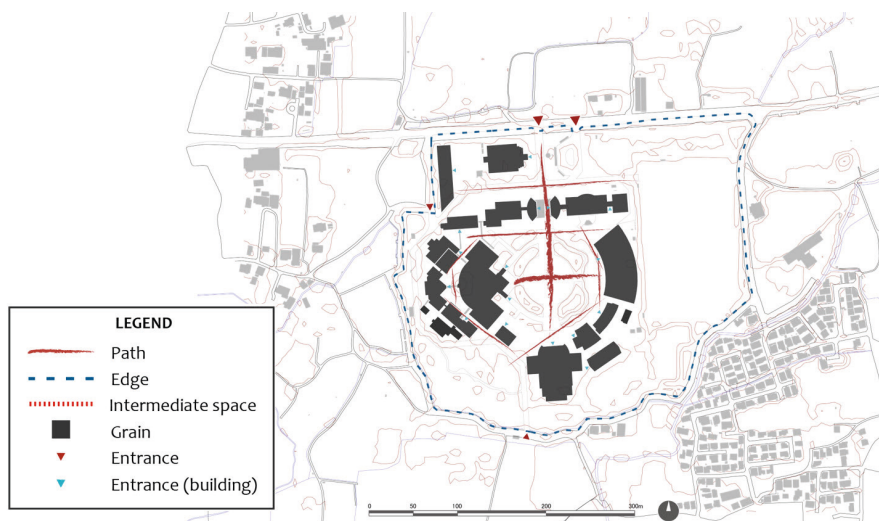 LEGEND
Path
Edge
Intermediate space
Grain
Entrance
Entrance (building)
0 50 100 200 300m